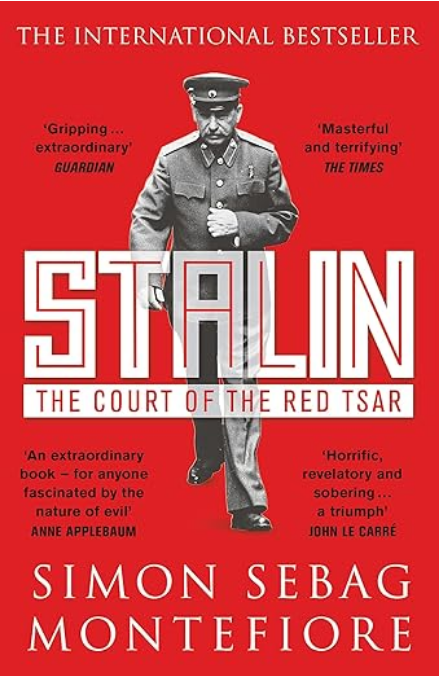 THE INTERNATIONAL BESTSELLER
‘Gripping…
extraordinary’
GUARDIAN
‘Masterful
and terrifying’
THE TIMES
STALIN
THE COURT OF THE RED TSAR
‘An extraordinary
book – for anyone
fascinated by the
nature of evil’
ANNE APPLEBAUM
‘Horrific,
revelatory and
sobering…
a triumph’
JOHN LE CARRÉ
SIMON SEBAG
MONTEFIORE